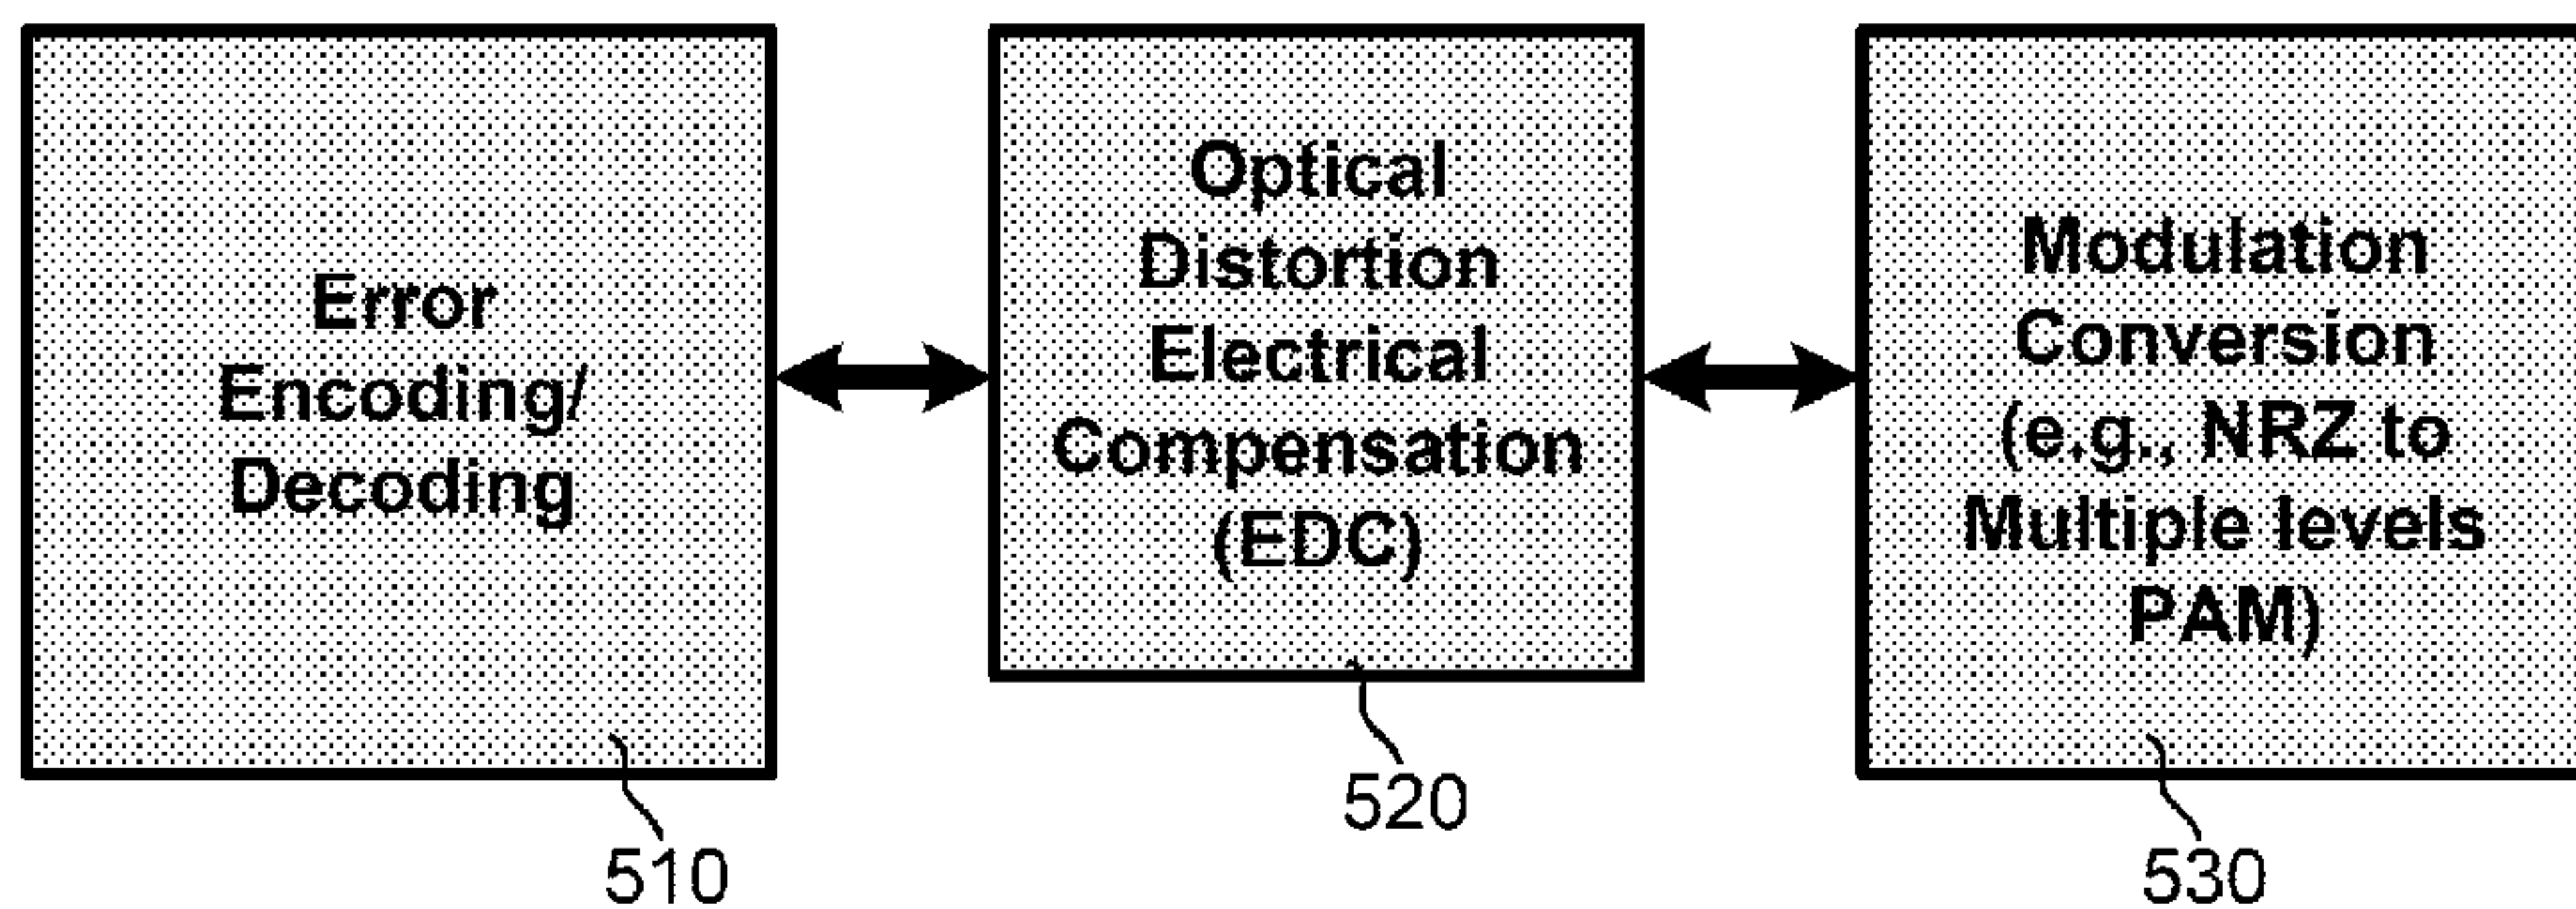 Error
Encoding/
Decoding
510
Optical
Distortion
Electrical
Compensation
(EDC)
520
Modulation
Conversion
(e.g., NRZ to
Multiple levels
PAM)
530